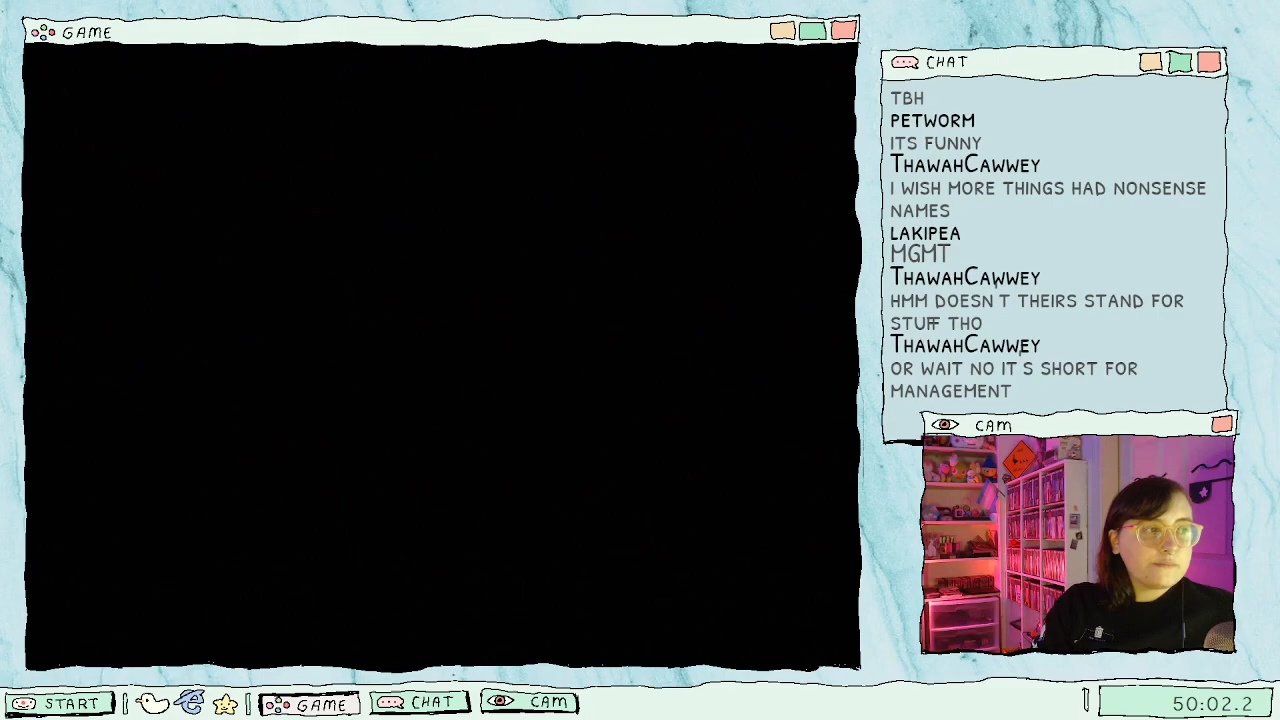 GAME
CHAT
TBH
PETWORM
ITS FUNNY
THAWAHCAWWEY
I WISH MORE THINGS HAD NONSENSE
NAMES
LAKIPEA
MGMT
THAWAHCAWWEY
HMM DOESN T THEIRS STAND FOR
STUFF THO
THAWAHCAWWEY
OR WAIT NO IT S SHORT FOR
MANAGEMENT
CAM
START
GAME
CHAT
CAM
50:02.2